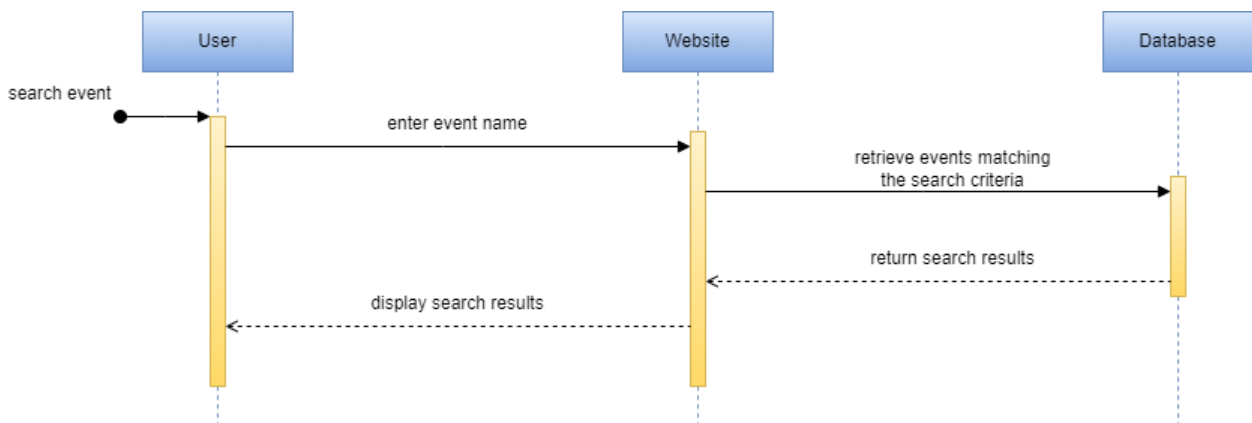 User
Website
Database
search event
enter event name
retrieve events matching
the search criteria
return search results
display search results